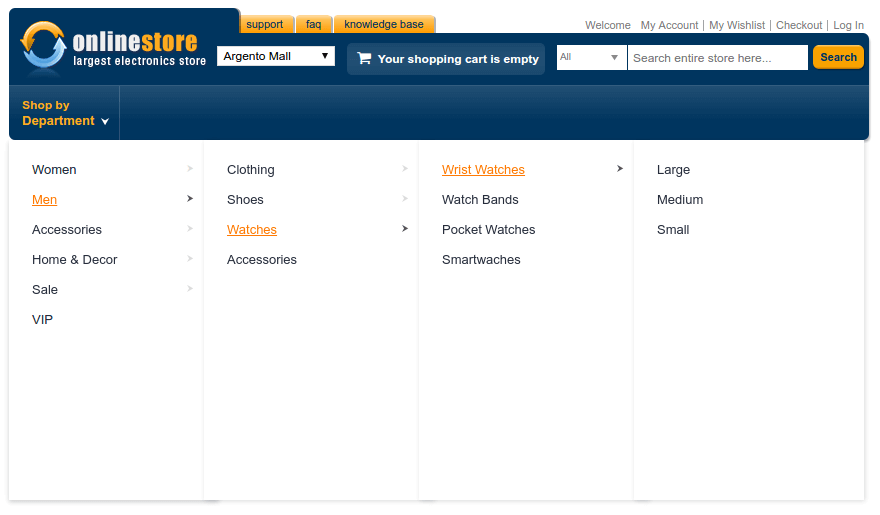 support faq knowledge base
Welcome My Account | My Wishlist | Checkout | Log In
onlinestore
largest electronics store
Argento Mall
Your shopping cart is empty
All
Search entire store here...
Search
Shop by
Department
Women
Men
Accessories
Home & Decor
Sale
VIP
Clothing
Shoes
Watches
Accessories
Wrist Watches
Watch Bands
Pocket Watches
Smartwaches
Large
Medium
Small